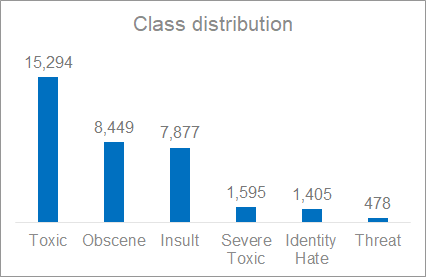 Class distribution
15,294
8,449
7,877
1,595
1,405
478
Toxic
Obscene
Insult
Severe
Toxic
Identity
Hate
Threat